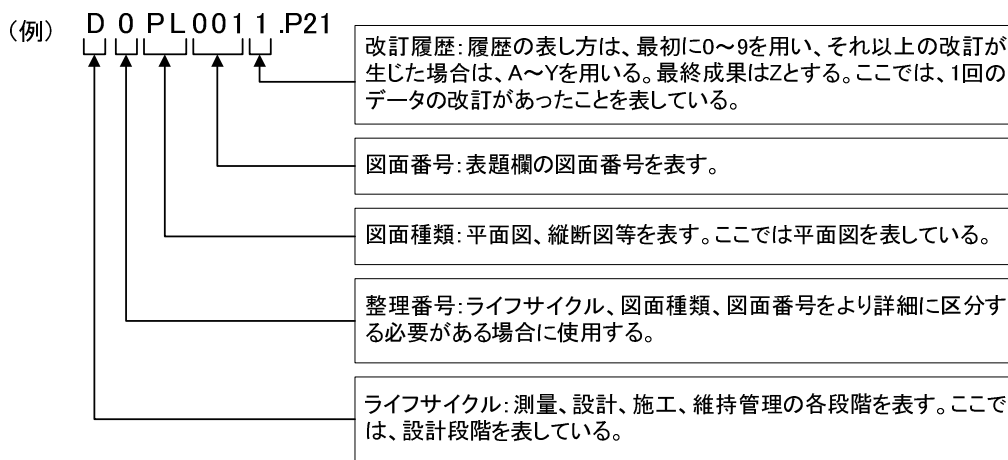 (例) D 0 PL 001 1 .P21
改訂履歴:履歴の表し方は、最初に0～9を用い、それ以上の改訂が
生じた場合は、A～Yを用いる。最終成果はZとする。ここでは、1回の
データの改訂があったことを表している。
図面番号:表題欄の図面番号を表す。
図面種類:平面図、縦断図等を表す。ここでは平面図を表している。
整理番号:ライフサイクル、図面種類、図面番号をより詳細に区分す
る必要がある場合に使用する。
ライフサイクル:測量、設計、施工、維持管理の各段階を表す。ここで
は、設計段階を表している。